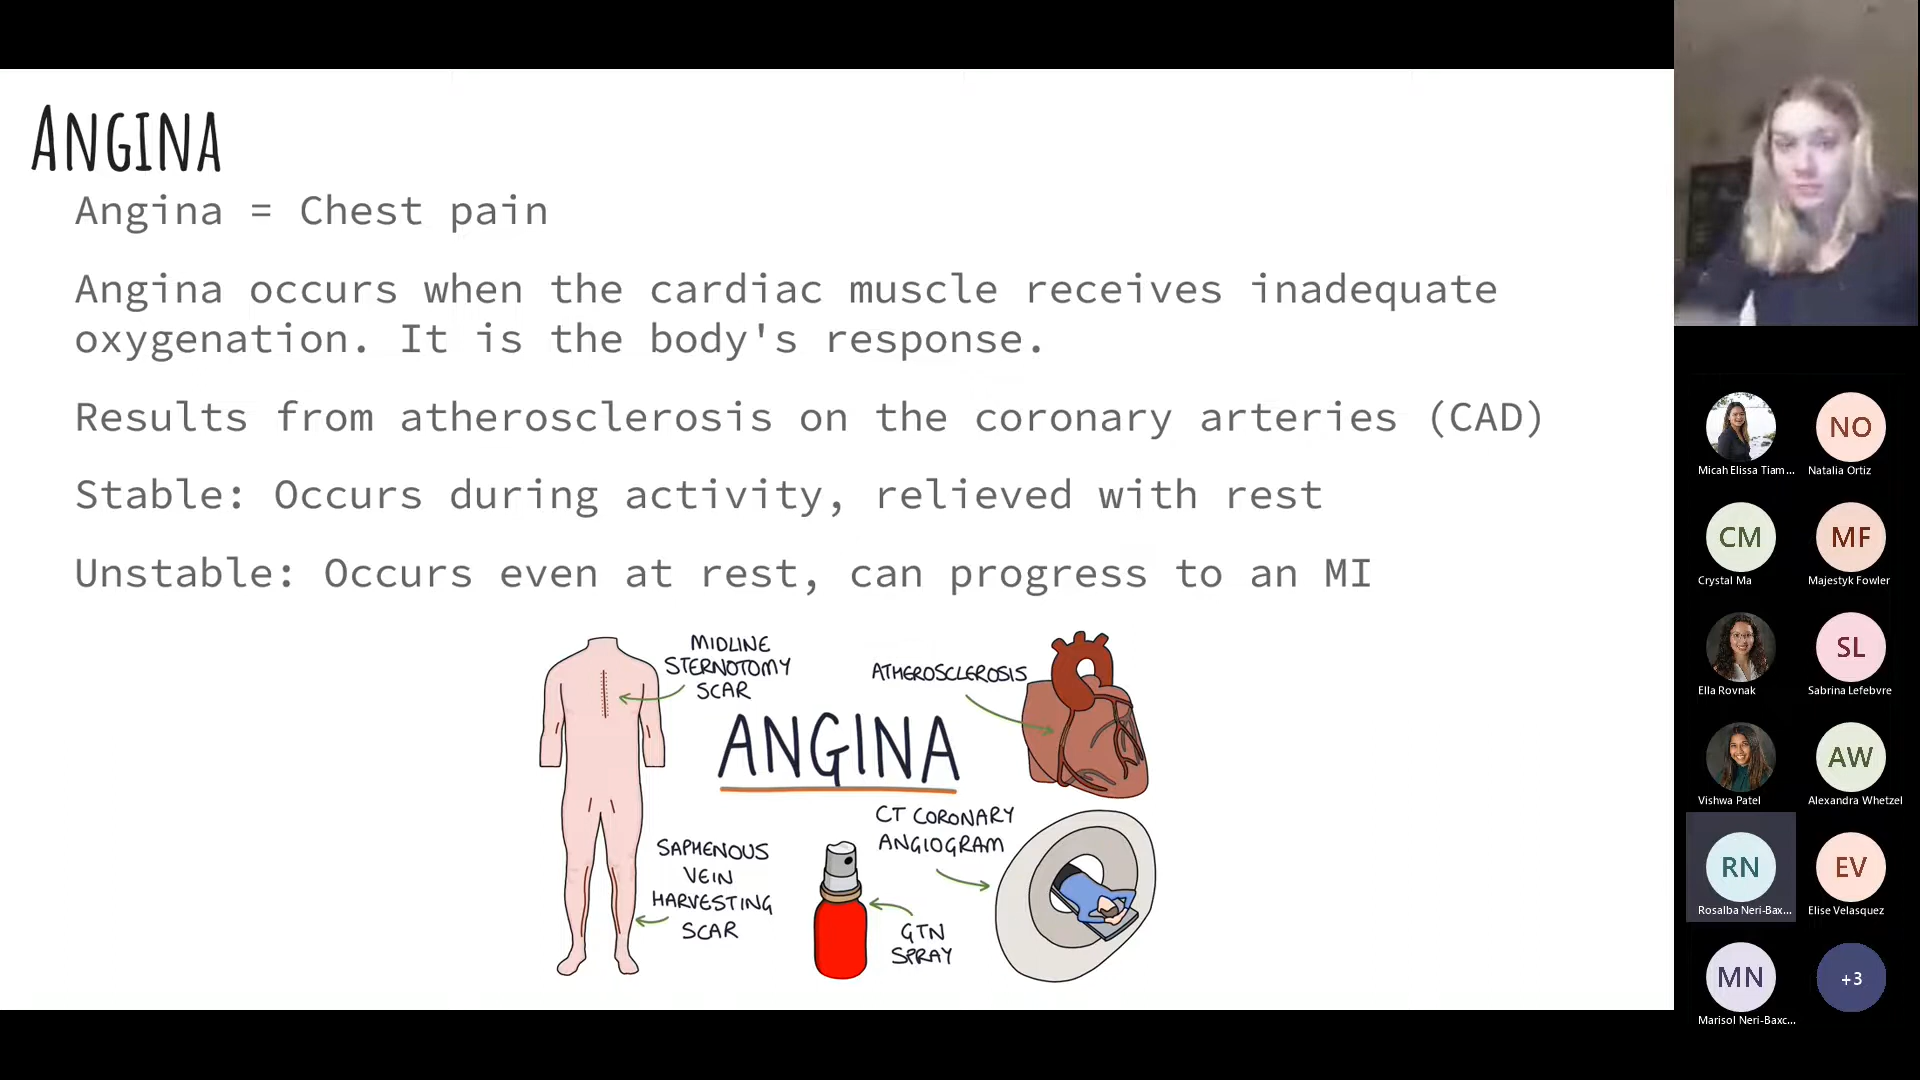 ANGINA
Angina = Chest pain
Angina occurs when the cardiac muscle receives inadequate
oxygenation. It is the body's response.
Results from atherosclerosis on the coronary arteries (CAD)
Stable: Occurs during activity, relieved with rest
Unstable: Occurs even at rest, can progress to an MI
MIDLINE
STERNOTOMY
SCAR
ATHEROSCLEROSIS
ANGINA
CT CORONARY
ANGIOGRAM
SAPHENOUS
VEIN
HARVESTING
SCAR
GTN
SPRAY
Micah Elissa Tiam...
NO
Natalia Ortiz
CM
Crystal Ma
MF
Majestyk Fowler
Ella Rovnak
SL
Sabrina Lefebvre
Vishwa Patel
AW
Alexandra Whetzel
RN
Rosalba Neri-Bax...
EV
Elise Velasquez
MN
Marisol Neri-Baxc...
+3